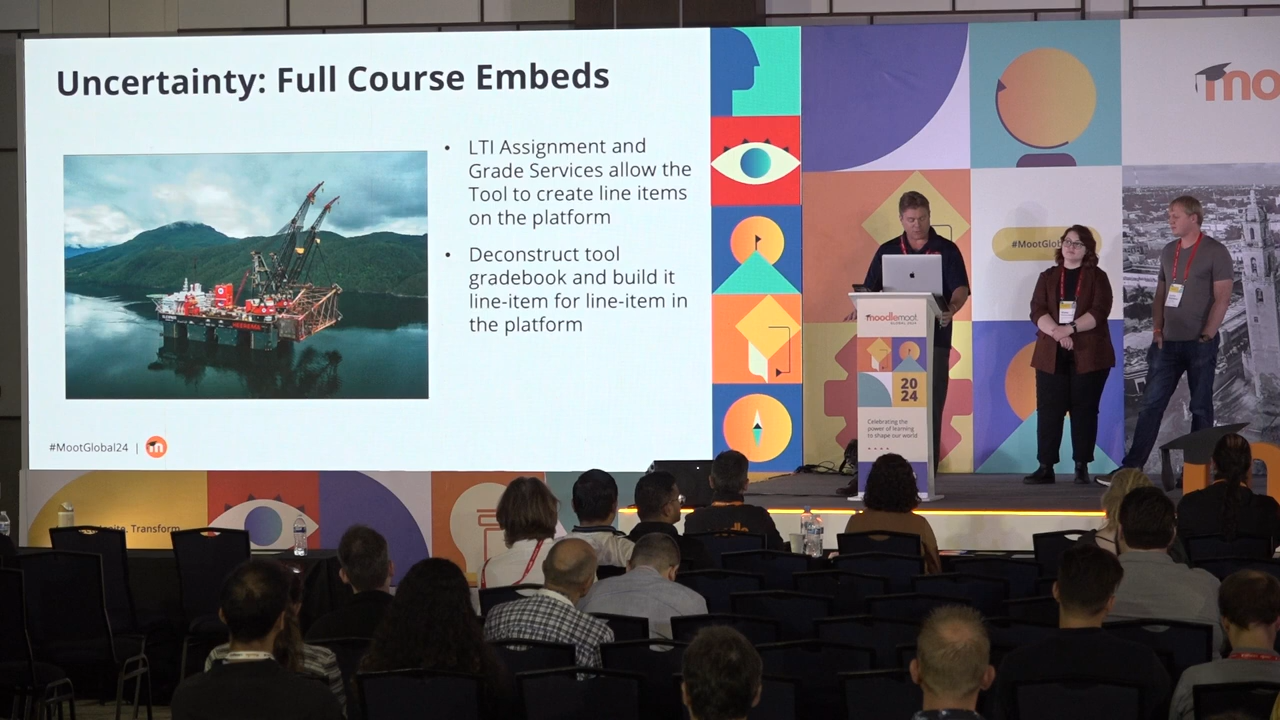 Uncertainty: Full Course Embeds
• LTI Assignment and
Grade Services allow the
Tool to create line items
on the platform
• Deconstruct tool
gradebook and build it
line-item for line-item in
the platform
#MootGlobal24 |
m
mo
#MootGlob
moodlemoot
2024
Celebrating the
power of learning
to shape our world
Transform
HEEREMA